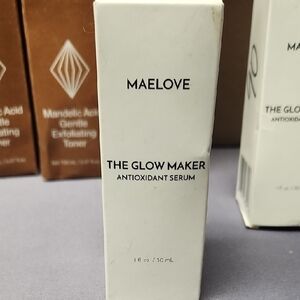 MAELOVE
THE GLOW MAKER
ANTIOXIDANT SERUM
1 fl oz / 30 mL
Mandelic Acid
Gentle
Exfoliating
Toner
MA
THE GLO
ANTIOXIDA